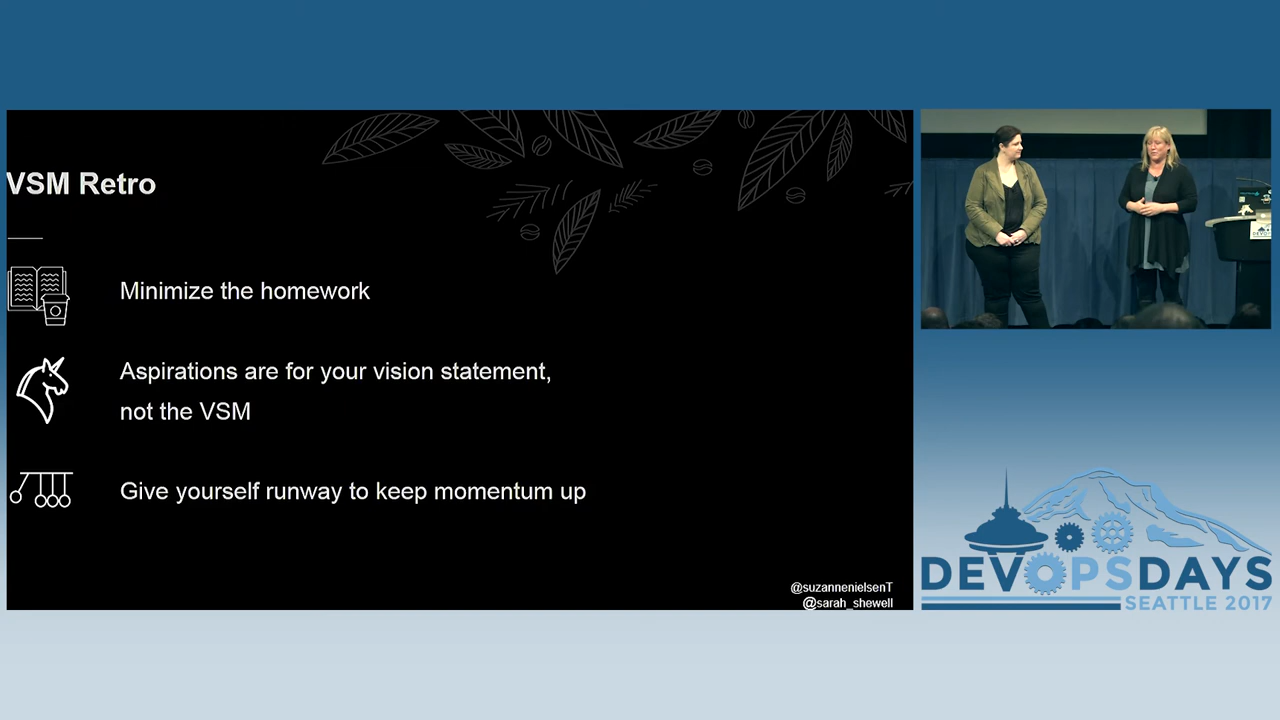 VSM Retro
Minimize the homework
Aspirations are for your vision statement,
not the VSM
Give yourself runway to keep momentum up
@suzannenielsenT
@sarah_shewell
DEVOPSDAYS
SEATTLE 2017